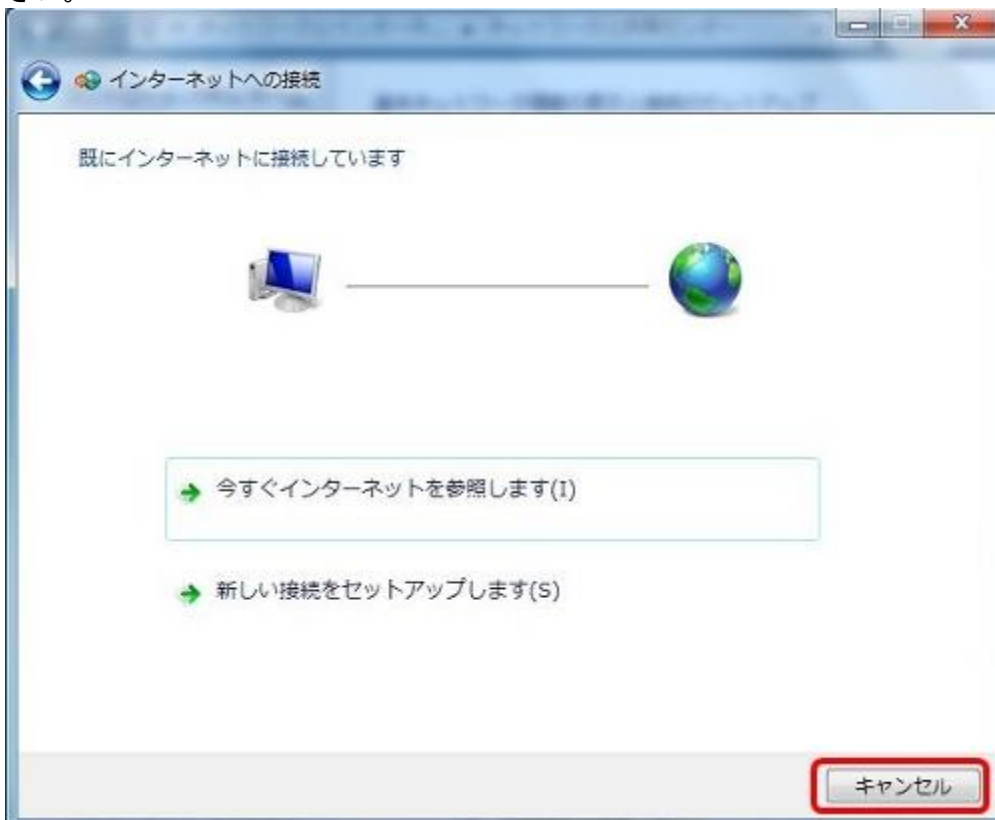 さい。
インターネットへの接続
既にインターネットに接続しています
今すぐインターネットを参照します(I)
新しい接続をセットアップします(S)
キャンセル